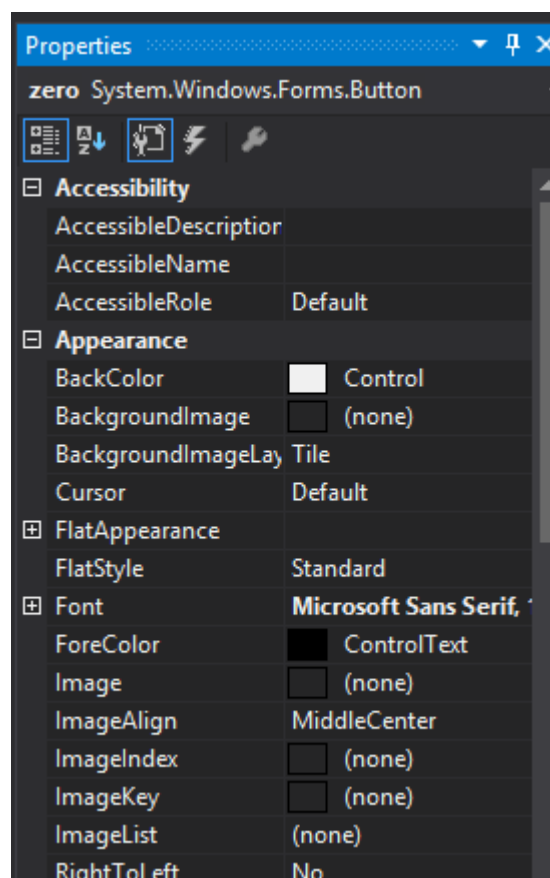 Properties
zero System.Windows.Forms.Button
Accessibility
AccessibleDescription
AccessibleName
AccessibleRole Default
Appearance
BackColor Control
BackgroundImage (none)
BackgroundImageLay Tile
Cursor Default
FlatAppearance
FlatStyle Standard
Font Microsoft Sans Serif,
ForeColor ControlText
Image (none)
ImageAlign MiddleCenter
ImageIndex (none)
ImageKey (none)
ImageList (none)
RightToLeft No